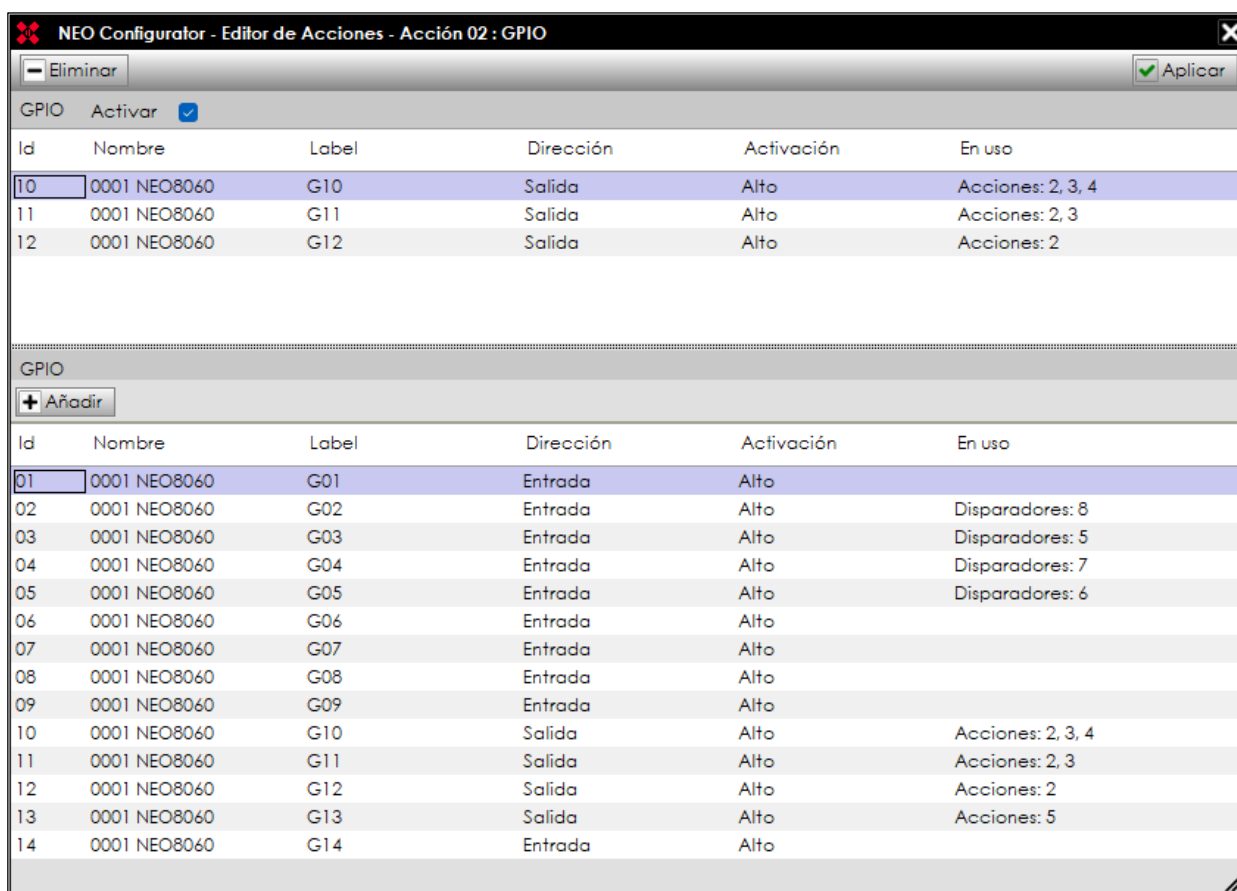 NEO Configurator - Editor de Acciones - Acción 02 : GPIO
Eliminar Aplicar
GPIO Activar
Id Nombre Label Dirección Activación En uso
10 0001 NEO8060 G10 Salida Alto Acciones: 2, 3, 4
11 0001 NEO8060 G11 Salida Alto Acciones: 2, 3
12 0001 NEO8060 G12 Salida Alto Acciones: 2
GPIO
Añadir
Id Nombre Label Dirección Activación En uso
01 0001 NEO8060 G01 Entrada Alto
02 0001 NEO8060 G02 Entrada Alto Disparadores: 8
03 0001 NEO8060 G03 Entrada Alto Disparadores: 5
04 0001 NEO8060 G04 Entrada Alto Disparadores: 7
05 0001 NEO8060 G05 Entrada Alto Disparadores: 6
06 0001 NEO8060 G06 Entrada Alto
07 0001 NEO8060 G07 Entrada Alto
08 0001 NEO8060 G08 Entrada Alto
09 0001 NEO8060 G09 Entrada Alto
10 0001 NEO8060 G10 Salida Alto Acciones: 2, 3, 4
11 0001 NEO8060 G11 Salida Alto Acciones: 2, 3
12 0001 NEO8060 G12 Salida Alto Acciones: 2
13 0001 NEO8060 G13 Salida Alto Acciones: 5
14 0001 NEO8060 G14 Entrada Alto